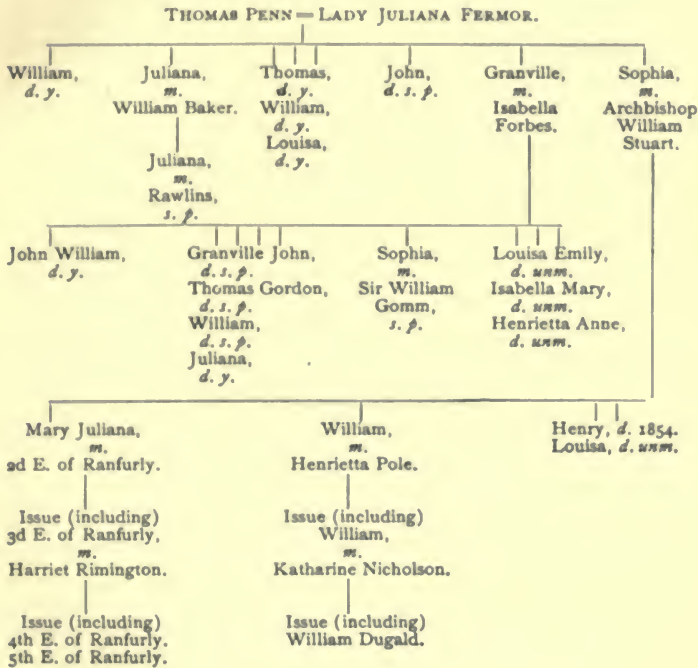 THOMAS PENN = LADY JULIANA FERMOR.
William,
d. y.
Juliana,
m.
William Baker.
Juliana,
m.
Rawlins,
s. p.
Thomas,
d. y.
William,
d. y.
Louisa,
d. y.
John,
d. s. p.
Granville,
m.
Isabella
Forbes.
Sophia,
m.
Archbishop
William
Stuart.
John William,
d. y.
Granville John,
d. s. p.
Thomas Gordon,
d. s. p.
William,
d. s. p.
Juliana,
d. y.
Sophia,
m.
Sir William
Gomm,
s. p.
Louisa Emily,
d. unm.
Isabella Mary,
d. unm.
Henrietta Anne,
d. unm.
Mary Juliana,
m.
2d E. of Ranfurly.
Issue (including)
3d E. of Ranfurly,
m.
Harriet Rimington.
Issue (including)
4th E. of Ranfurly.
5th E. of Ranfurly.
William,
m.
Henrietta Pole.
Issue (including)
William,
m.
Katharine Nicholson.
Issue (including)
William Dugald.
Henry, d. 1854.
Louisa, d. unm.